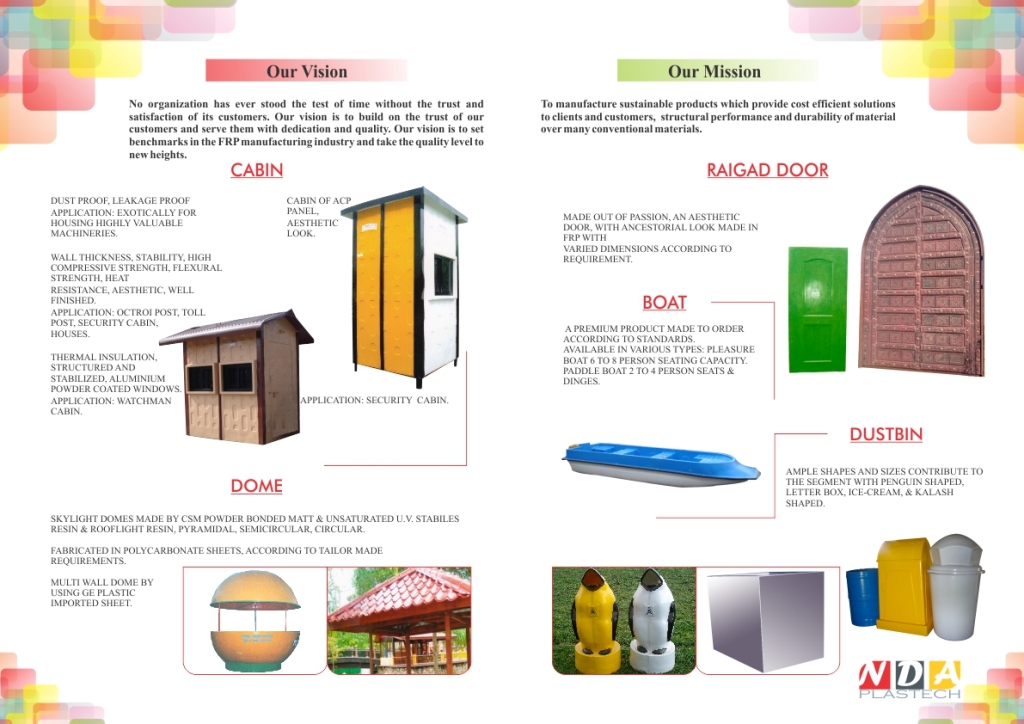 Our Vision
No organization has ever stood the test of time without the trust and
satisfaction of its customers. Our vision is to build on the trust of our
customers and serve them with dedication and quality. Our vision is to set
benchmarks in the FRP manufacturing industry and take the quality level to
new heights.
CABIN
DUST PROOF, LEAKAGE PROOF
APPLICATION: EXOTICALLY FOR
HOUSING HIGHLY VALUABLE
MACHINERIES.
WALL THICKNESS, STABILITY, HIGH
COMPRESSIVE STRENGTH, FLEXURAL
STRENGTH, HEAT
RESISTANCE, AESTHETIC, WELL
FINISHED.
APPLICATION: OCTROI POST, TOLL
POST, SECURITY CABIN,
HOUSES.
THERMAL INSULATION,
STRUCTURED AND
STABILIZED, ALUMINIUM
POWDER COATED WINDOWS.
APPLICATION: WATCHMAN
CABIN.
CABIN OF ACP
PANEL,
AESTHETIC
LOOK.
APPLICATION: SECURITY CABIN.
DOME
SKYLIGHT DOMES MADE BY CSM POWDER BONDED MATT & UNSATURATED U.V. STABILES
RESIN & ROOFLIGHT RESIN, PYRAMIDAL, SEMICIRCULAR, CIRCULAR.
FABRICATED IN POLYCARBONATE SHEETS, ACCORDING TO TAILOR MADE
REQUIREMENTS.
MULTI WALL DOME BY
USING GE PLASTIC
IMPORTED SHEET.
Our Mission
To manufacture sustainable products which provide cost efficient solutions
to clients and customers, structural performance and durability of material
over many conventional materials.
RAIGAD DOOR
MADE OUT OF PASSION, AN AESTHETIC
DOOR, WITH ANCESTORIAL LOOK MADE IN
FRP WITH
VARIED DIMENSIONS ACCORDING TO
REQUIREMENT.
BOAT
A PREMIUM PRODUCT MADE TO ORDER
ACCORDING TO STANDARDS.
AVAILABLE IN VARIOUS TYPES: PLEASURE
BOAT 6 TO 8 PERSON SEATING CAPACITY.
PADDLE BOAT 2 TO 4 PERSON SEATS &
DINGES.
DUSTBIN
AMPLE SHAPES AND SIZES CONTRIBUTE TO
THE SEGMENT WITH PENGUIN SHAPED,
LETTER BOX, ICE-CREAM, & KALASH
SHAPED.
NDA
PLASTECH